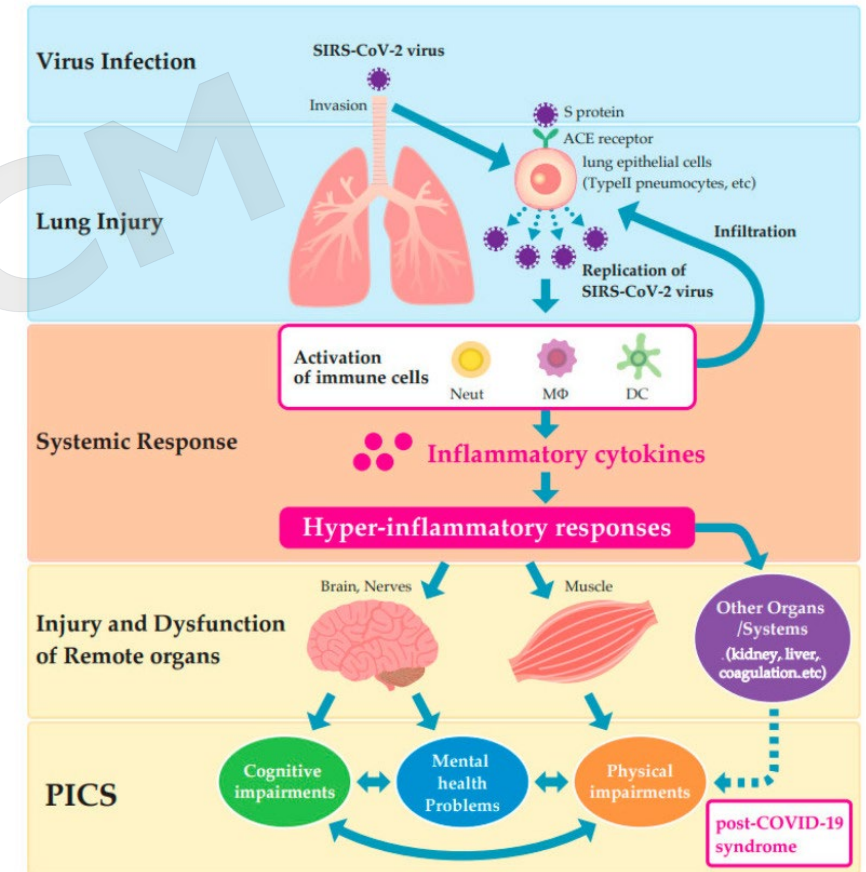 CM
Virus Infection
SIRS-CoV-2 virus
Invasion
S protein
ACE receptor
lung epithelial cells
(TypeII pneumocytes, etc)
Lung Injury
Infiltration
Replication of
SIRS-CoV-2 virus
Activation
of immune cells
Neut
MΦ
DC
Systemic Response
Inflammatory cytokines
Hyper-inflammatory responses
Brain, Nerves
Muscle
Injury and Dysfunction
of Remote organs
Other Organs
/Systems
(kidney, liver,
coagulation.etc)
PICS
Cognitive
impairments
Mental
health
Problems
Physical
impairments
post-COVID-19
syndrome